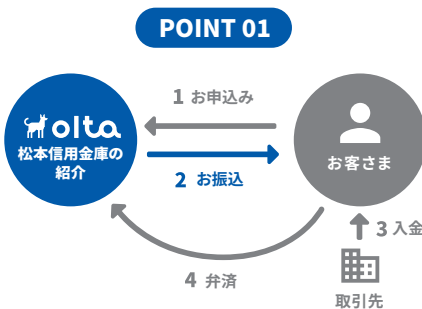 POINT 01
1 お申込み
olta
松本信用金庫の
紹介
お客さま
2 お振込
3 入金
4 弁済
取引先